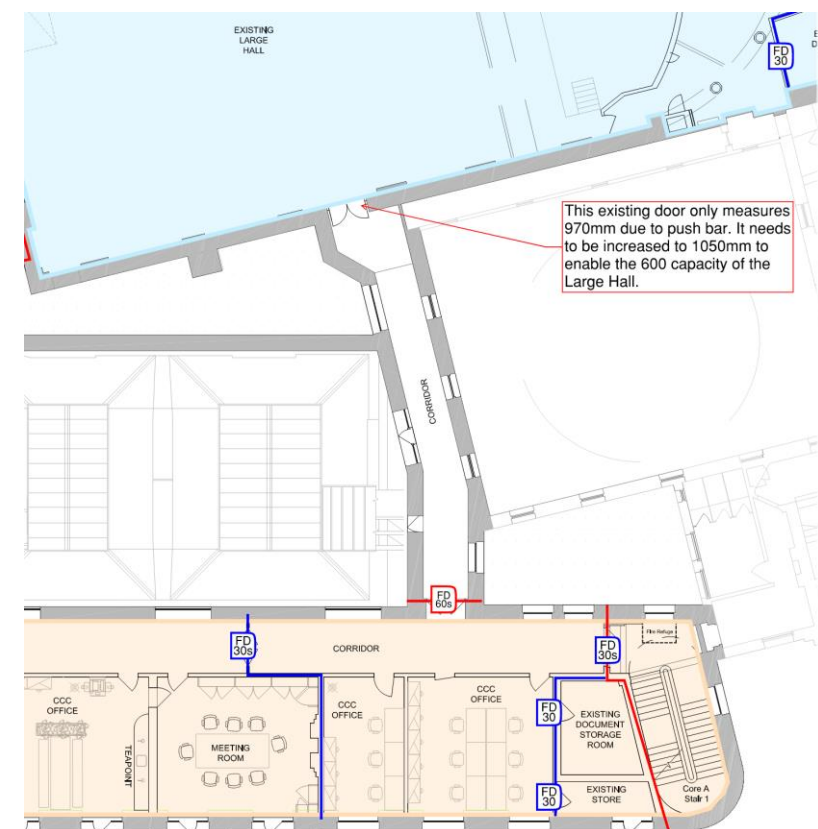 EXISTING
LARGE
HALL
FD
30
This existing door only measures
970mm due to push bar. It needs
to be increased to 1050mm to
enable the 600 capacity of the
Large Hall.
CORRIDOR
FD
60s
FD
30s
CORRIDOR
FD
30s
Fire Refuge
CCC
OFFICE
TEAPOINT
MEETING
ROOM
CCC
OFFICE
CCC
OFFICE
FD
30
EXISTING
DOCUMENT
STORAGE
ROOM
FD
30
EXISTING
STORE
Core A
Stair 1